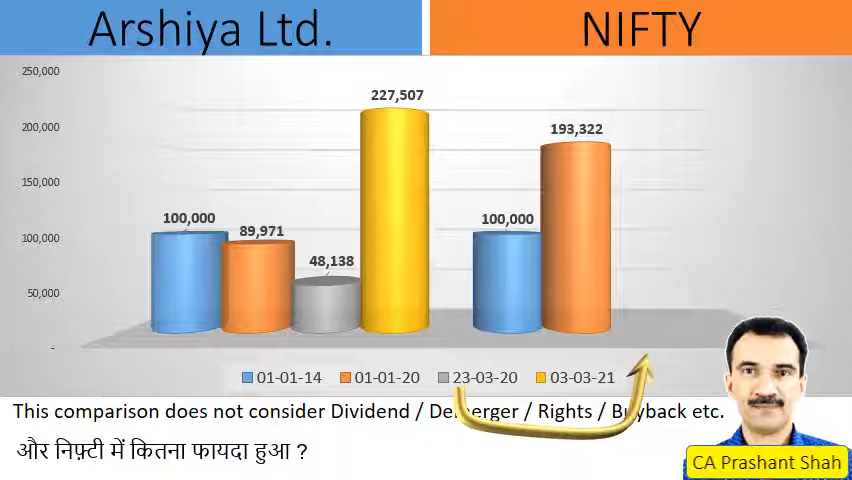 Arshiya Ltd.
NIFTY
250,000
200,000
150,000
100,000
50,000
-
100,000
89,971
48,138
227,507
100,000
193,322
01-01-14 01-01-20 23-03-20 03-03-21
This comparison does not consider Dividend / Demerger / Rights / Buyback etc.
और निफ़्टी में कितना फायदा हुआ ?
CA Prashant Shah